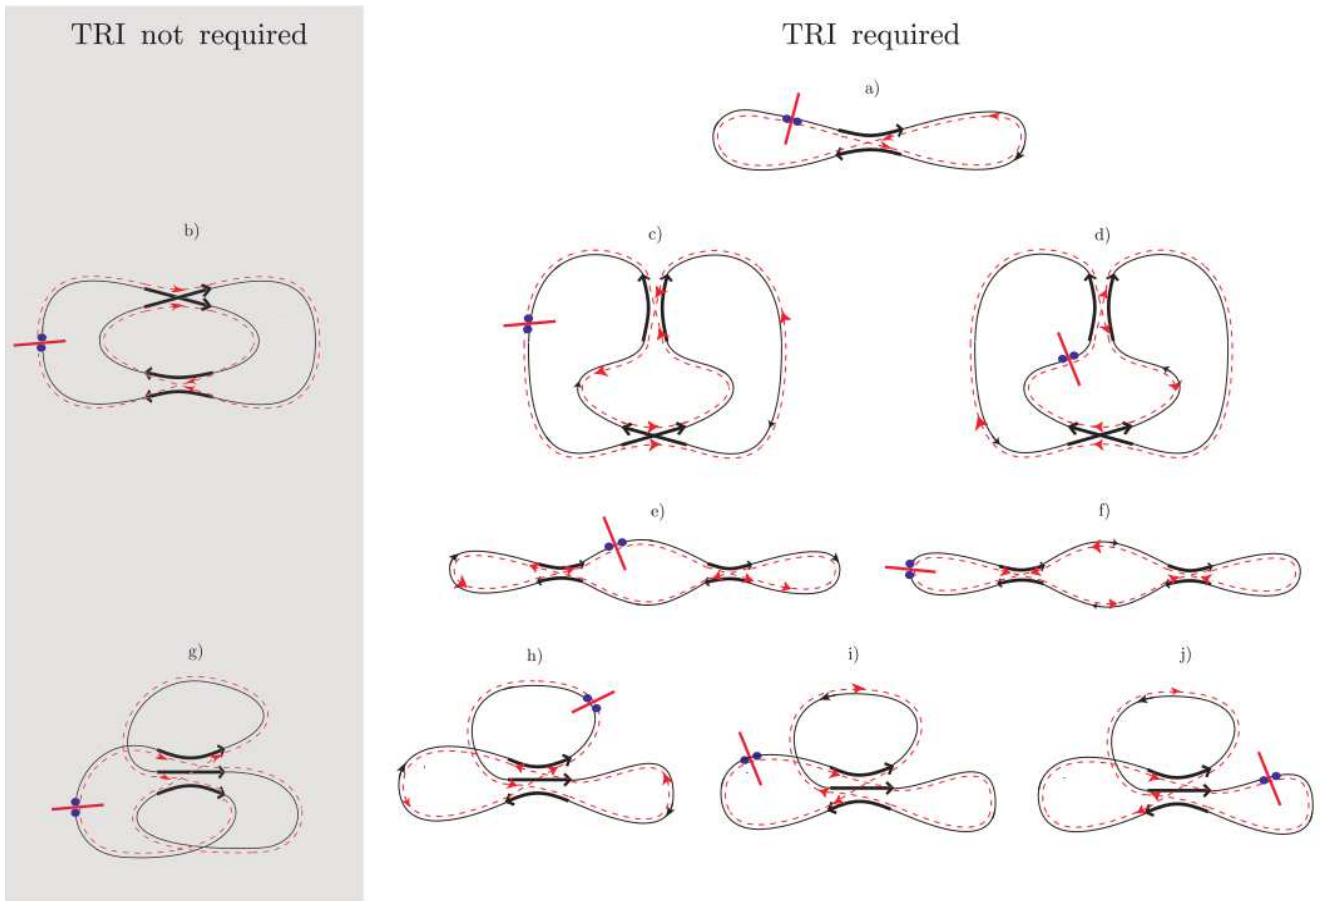 TRI not required
TRI required
a)
b)
c)
d)
e)
f)
g)
h)
i)
j)